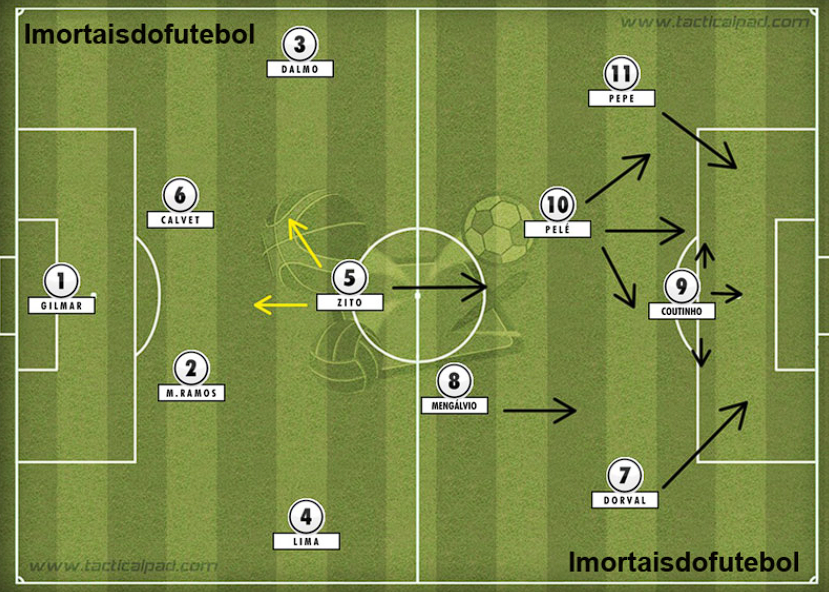 Imortaisdofutebol
www.tacticalpad.com
3
DALMO
11
PEPE
6
CALVET
10
PELÉ
1
GILMAR
5
ZITO
9
COUTINHO
2
M.RAMOS
8
MENGÁLVIO
7
DORVAL
4
LIMA
www.tacticalpad.com
Imortaisdofutebol